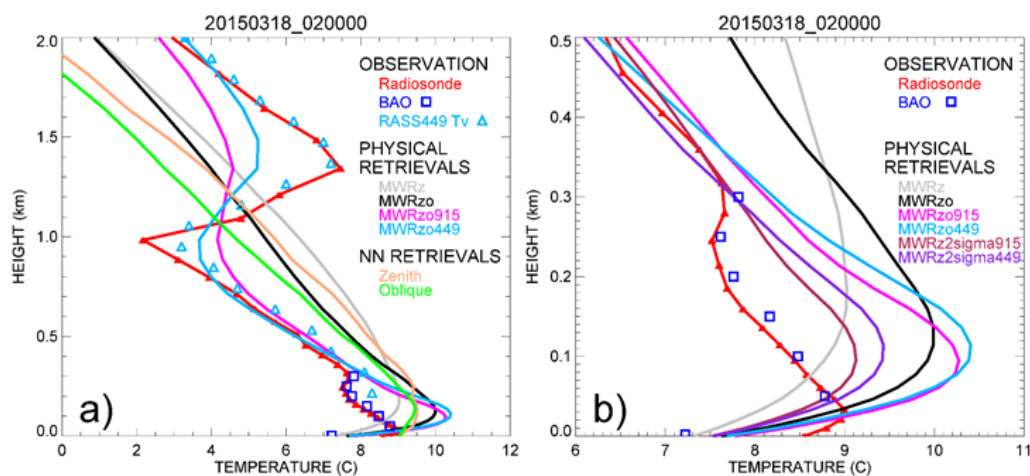 20150318_020000
2.0
1.5
1.0
0.5
0.0
HEIGHT (km)
0 2 4 6 8 10 12
TEMPERATURE (C)
OBSERVATION
Radiosonde
BAO
RASS449 Tv
PHYSICAL
RETRIEVALS
MWRz
MWRzo
MWRzo915
MWRzo449
NN RETRIEVALS
Zenith
Oblique
a)
20150318_020000
0.5
0.4
0.3
0.2
0.1
0.0
HEIGHT (km)
6 7 8 9 10 11
TEMPERATURE (C)
OBSERVATION
Radiosonde
BAO
PHYSICAL
RETRIEVALS
MWRz
MWRzo
MWRzo915
MWRzo449
MWRz2sigma915
MWRz2sigma449
b)